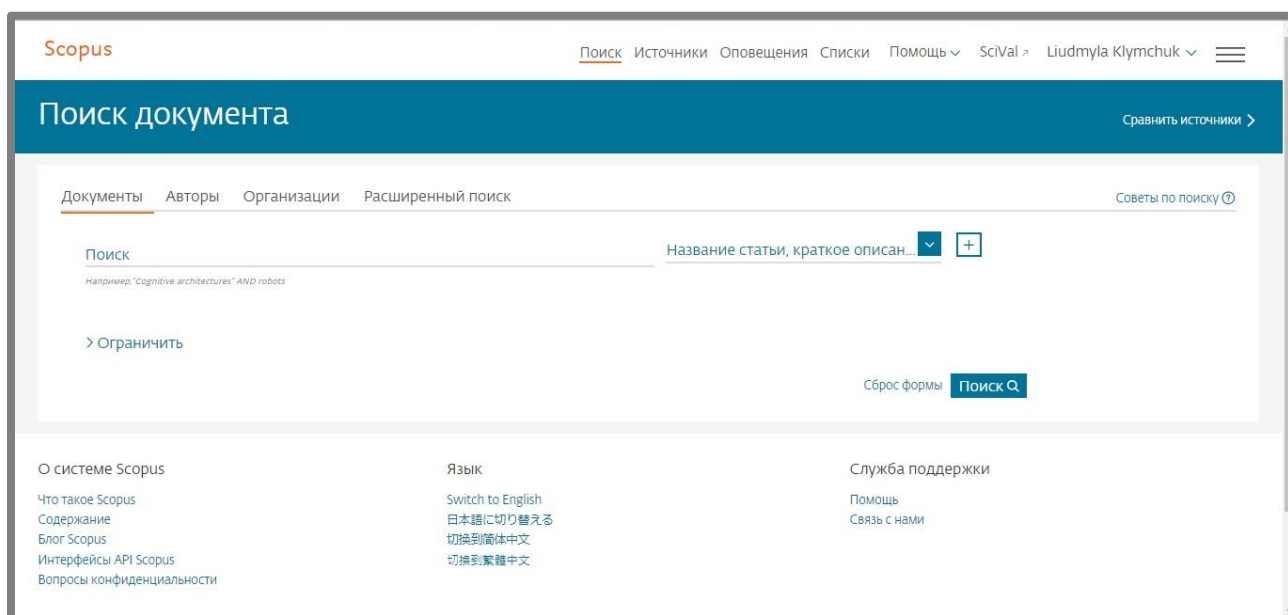 Scopus
Поиск Источники Оповещения Списки Помощь SciVal Liudmyla Klymchuk
Поиск документа
Сравнить источники
Документы Авторы Организации Расширенный поиск
Советы по поиску
Поиск
Название статьи, краткое описан...
Например,"Cognitive architectures" AND robots
Ограничить
Сброс формы Поиск
О системе Scopus
Что такое Scopus
Содержание
Блог Scopus
Интерфейсы API Scopus
Вопросы конфиденциальности
Язык
Switch to English
日本語に切り替える
切换到简体中文
切換到繁體中文
Служба поддержки
Помощь
Связь с нами